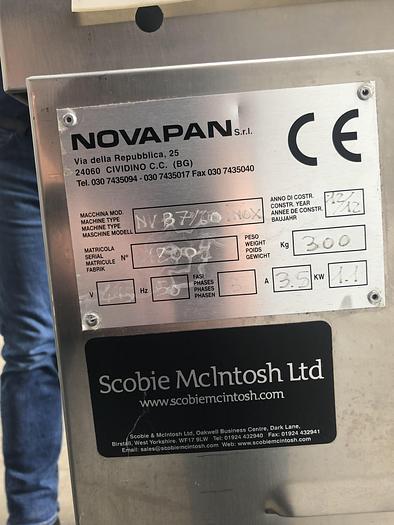 NOVAPAN S.r.l.
CE
Via della Repubblica, 25
24060 CIVIDINO C.C. (BG)
Tel. 030 7435094 - 030 7435017 Fax 030 7435040
MACCHINA MOD.
MACHINE TYPE
MACHINE TYPE
MASCHINE MODELL
INOX
ANNO DI COSTR.
CONSTR. YEAR
ANNÉE DE CONSTR.
BAUJAHR
12/12
MATRICOLA
SERIAL
MATRICULE
FABRIK
N°
PESO
WEIGHT
POIDS
GEWICHT
Kg 300
V
Hz 50
FASI
PHASES
PHASES
PHASEN
A 3.5 KW 1.1
Scobie McIntosh Ltd
www.scobiemcintosh.com
Scobie & McIntosh Ltd, Oakwell Business Centre, Dark Lane,
Birstall, West Yorkshire, WF17 9LW Tel: 01924 432940 Fax: 01924 432941
Email: sales@scobiemcintosh.com Web: www.scobiemcintosh.com